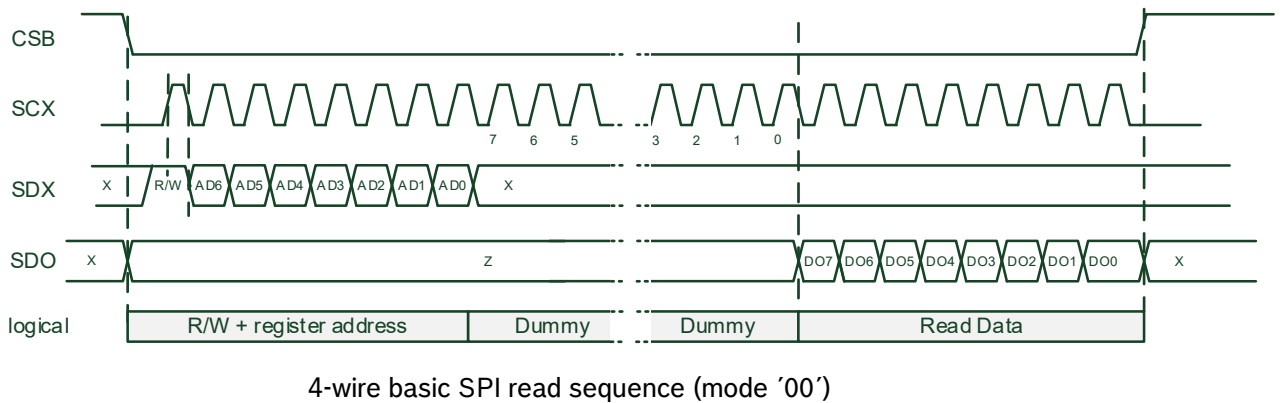 CSB
SCX
7 6 5 3 2 1 0
SDX X R/W AD6 AD5 AD4 AD3 AD2 AD1 AD0 X
SDO X Z DO7 DO6 DO5 DO4 DO3 DO2 DO1 DO0 X
logical R/W + register address Dummy Dummy Read Data
4-wire basic SPI read sequence (mode ´00´)